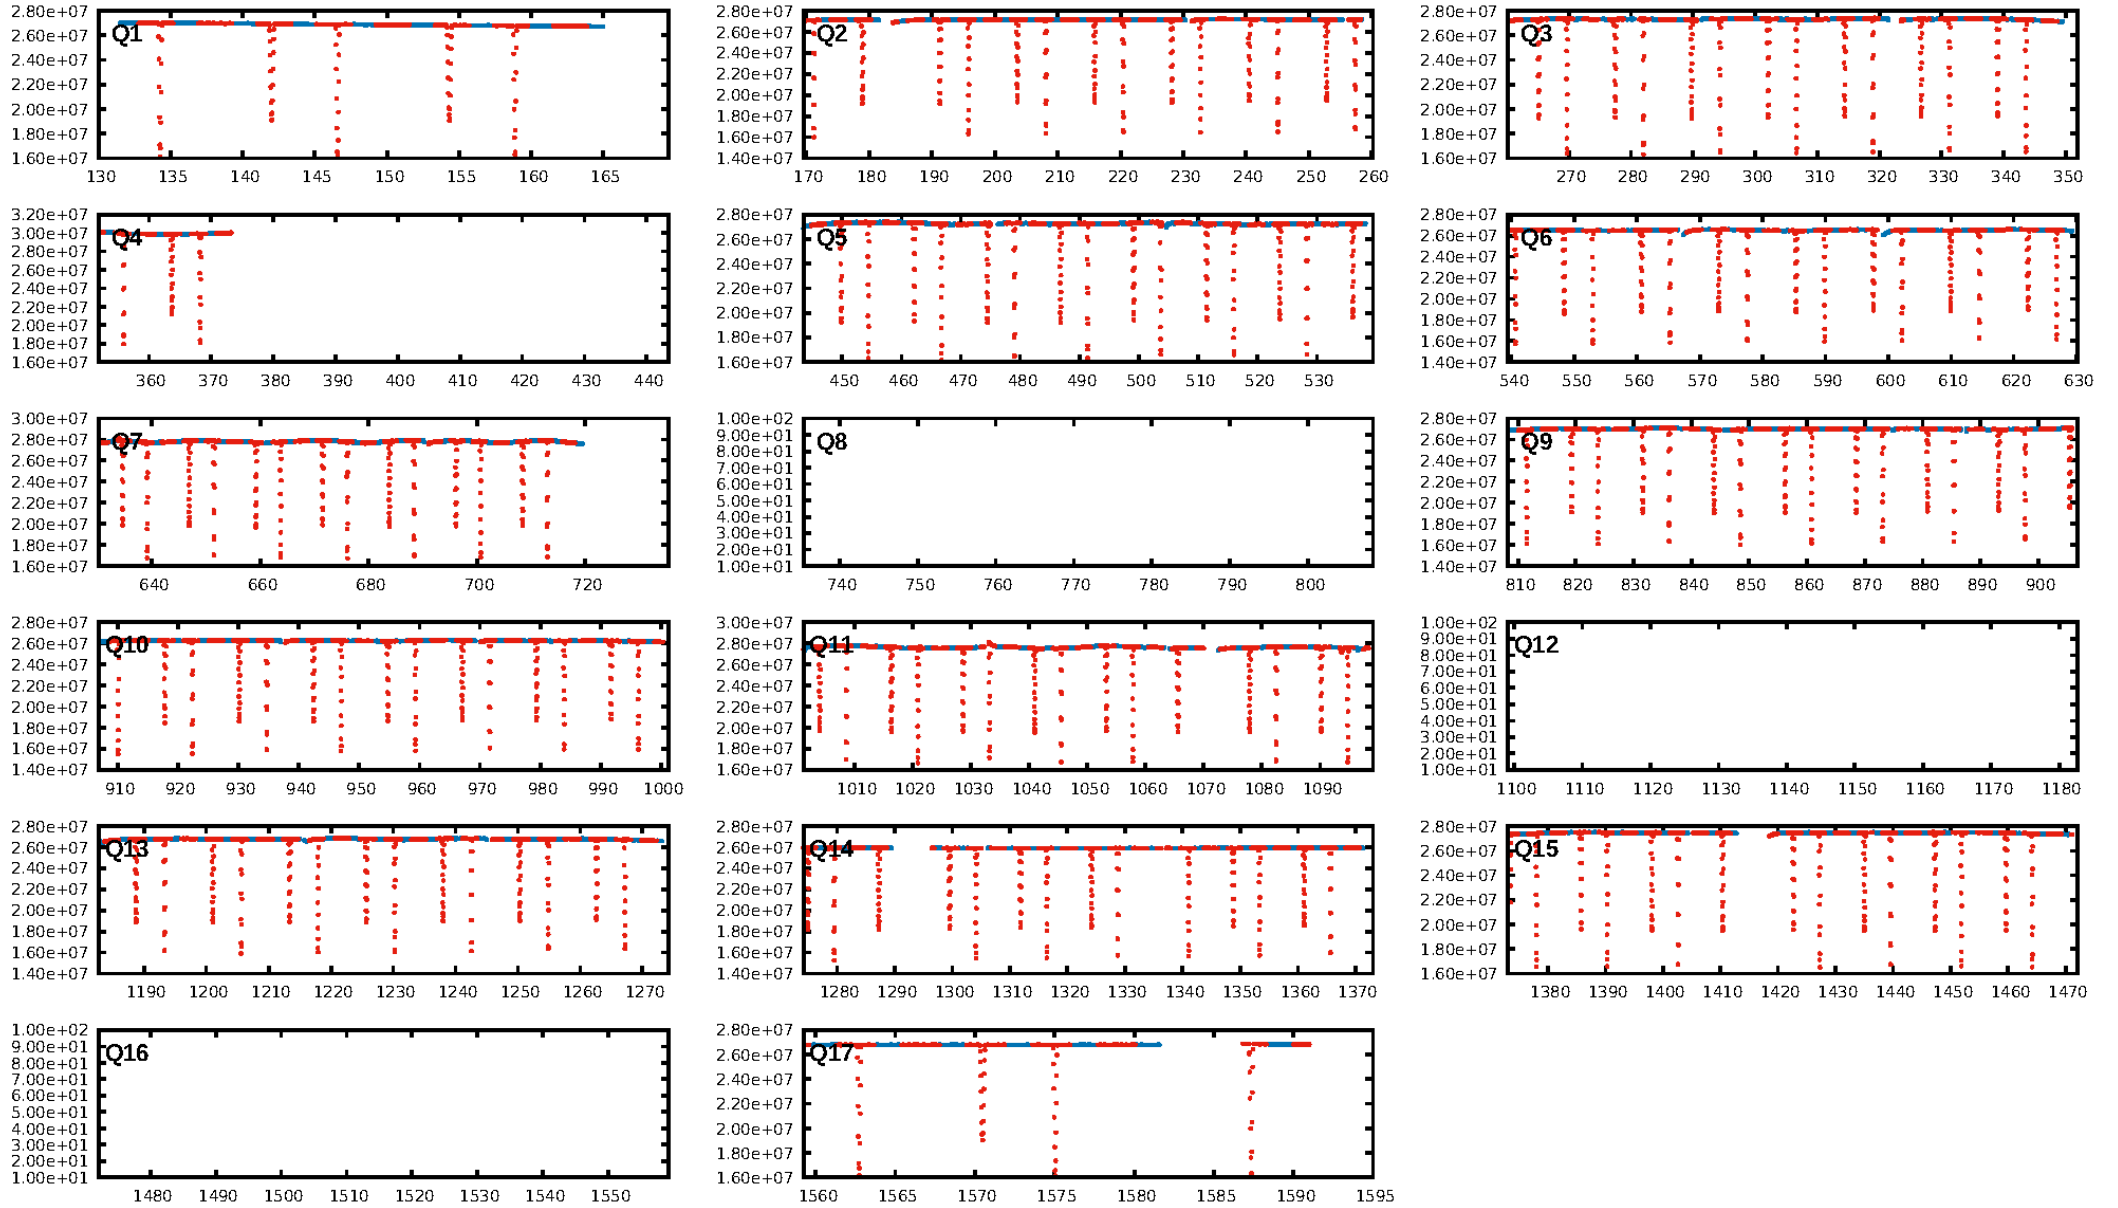 2.80e+07 2.60e+07 2.40e+07 2.20e+07 2.00e+07 1.80e+07 1.60e+07
Q1
130 135 140 145 150 155 160 165
2.80e+07 2.60e+07 2.40e+07 2.20e+07 2.00e+07 1.80e+07 1.60e+07 1.40e+07
Q2
170 180 190 200 210 220 230 240 250 260
2.80e+07 2.60e+07 2.40e+07 2.20e+07 2.00e+07 1.80e+07 1.60e+07
Q3
270 280 290 300 310 320 330 340 350
3.20e+07 3.00e+07 2.80e+07 2.60e+07 2.40e+07 2.20e+07 2.00e+07 1.80e+07 1.60e+07
Q4
360 370 380 390 400 410 420 430 440
2.80e+07 2.60e+07 2.40e+07 2.20e+07 2.00e+07 1.80e+07 1.60e+07
Q5
450 460 470 480 490 500 510 520 530
2.80e+07 2.60e+07 2.40e+07 2.20e+07 2.00e+07 1.80e+07 1.60e+07 1.40e+07
Q6
540 550 560 570 580 590 600 610 620 630
3.00e+07 2.80e+07 2.60e+07 2.40e+07 2.20e+07 2.00e+07 1.80e+07 1.60e+07
Q7
640 660 680 700 720
1.00e+02 9.00e+01 8.00e+01 7.00e+01 6.00e+01 5.00e+01 4.00e+01 3.00e+01 2.00e+01 1.00e+01
Q8
740 750 760 770 780 790 800
2.80e+07 2.60e+07 2.40e+07 2.20e+07 2.00e+07 1.80e+07 1.60e+07 1.40e+07
Q9
810 820 830 840 850 860 870 880 890 900
2.80e+07 2.60e+07 2.40e+07 2.20e+07 2.00e+07 1.80e+07 1.60e+07 1.40e+07
Q10
910 920 930 940 950 960 970 980 990 1000
3.00e+07 2.80e+07 2.60e+07 2.40e+07 2.20e+07 2.00e+07 1.80e+07 1.60e+07
Q11
1010 1020 1030 1040 1050 1060 1070 1080 1090
1.00e+02 9.00e+01 8.00e+01 7.00e+01 6.00e+01 5.00e+01 4.00e+01 3.00e+01 2.00e+01 1.00e+01
Q12
1100 1110 1120 1130 1140 1150 1160 1170 1180
2.80e+07 2.60e+07 2.40e+07 2.20e+07 2.00e+07 1.80e+07 1.60e+07 1.40e+07
Q13
1190 1200 1210 1220 1230 1240 1250 1260 1270
2.80e+07 2.60e+07 2.40e+07 2.20e+07 2.00e+07 1.80e+07 1.60e+07 1.40e+07
Q14
1280 1290 1300 1310 1320 1330 1340 1350 1360 1370
2.80e+07 2.60e+07 2.40e+07 2.20e+07 2.00e+07 1.80e+07 1.60e+07
Q15
1380 1390 1400 1410 1420 1430 1440 1450 1460 1470
1.00e+02 9.00e+01 8.00e+01 7.00e+01 6.00e+01 5.00e+01 4.00e+01 3.00e+01 2.00e+01 1.00e+01
Q16
1480 1490 1500 1510 1520 1530 1540 1550
2.80e+07 2.60e+07 2.40e+07 2.20e+07 2.00e+07 1.80e+07 1.60e+07
Q17
1560 1565 1570 1575 1580 1585 1590 1595